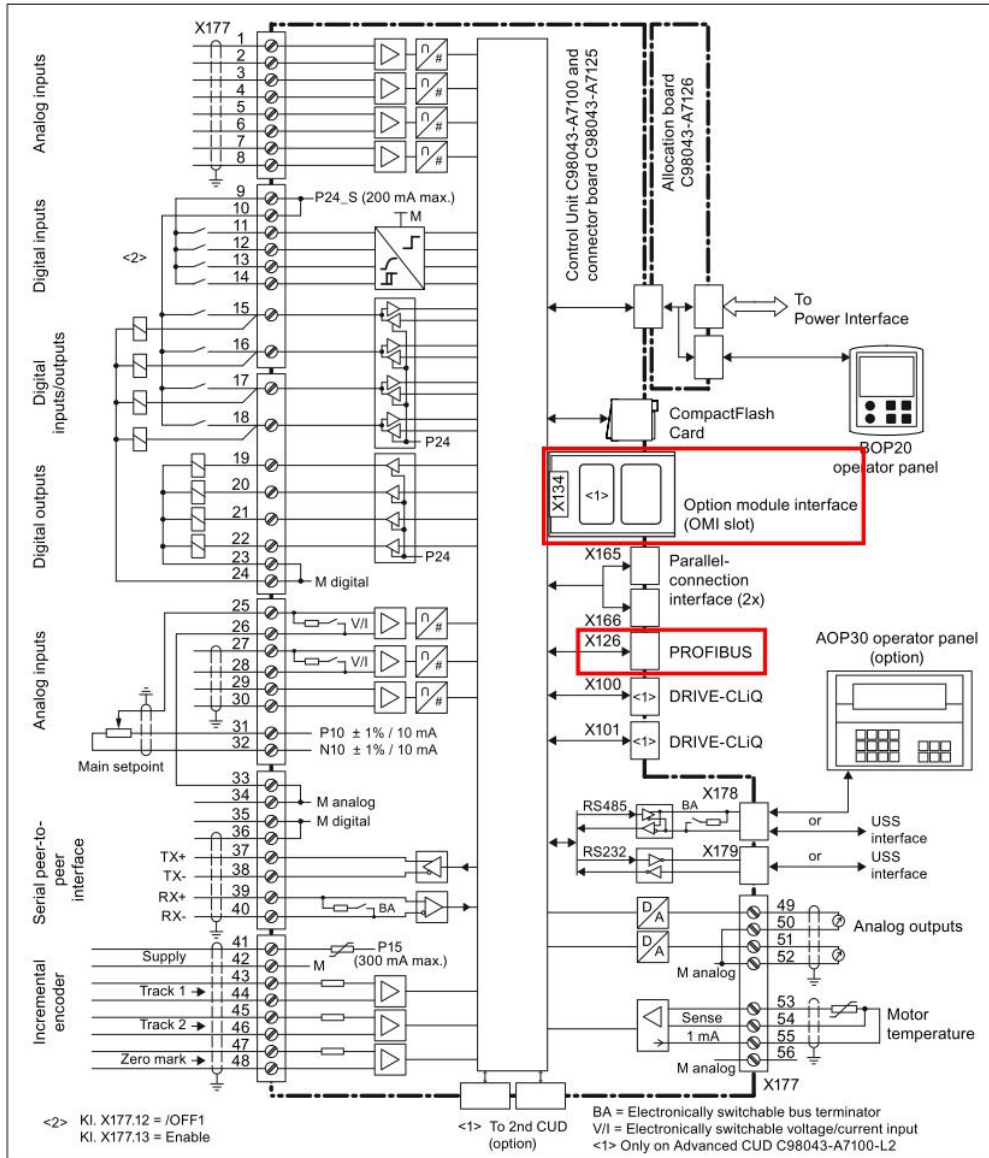 X177
Analog inputs
1
2
3
4
5
6
7
8
∩
#
∩
#
∩
#
∩
#
Control Unit C98043-A7100 and
connector board C98043-A7125
Allocation board
C98043-A7126
Digital inputs
9
10
11
12
13
14
P24_S (200 mA max.)
M
<2>
Digital
inputs/outputs
15
16
17
18
P24
To
Power Interface
CompactFlash
Card
BOP20
operator panel
Digital outputs
19
20
21
22
23
24
P24
M digital
X134
<1>
Option module interface
(OMI slot)
X165
Parallel-
connection
interface (2x)
X166
X126
PROFIBUS
X100
<1>
DRIVE-CLiQ
X101
<1>
DRIVE-CLiQ
AOP30 operator panel
(option)
Analog inputs
25
26
27
28
29
30
31
32
V/I
∩
#
V/I
∩
#
∩
#
P10 ± 1% / 10 mA
N10 ± 1% / 10 mA
Main setpoint
33
34
35
36
M analog
M digital
Serial peer-to-
peer
interface
TX+
TX-
RX+
RX-
37
38
39
40
BA
X178
RS485
BA
or
USS
interface
RS232
X179
or
USS
interface
Incremental
encoder
Supply
Track 1
Track 2
Zero mark
41
42
43
44
45
46
47
48
P15
(300 mA max.)
M
D
A
D
A
49
50
51
52
M analog
Analog outputs
53
54
55
56
Sense
1 mA
M analog
Motor
temperature
X177
<2> Kl. X177.12 = /OFF1
Kl. X177.13 = Enable
<1> To 2nd CUD
(option)
BA = Electronically switchable bus terminator
V/I = Electronically switchable voltage/current input
<1> Only on Advanced CUD C98043-A7100-L2